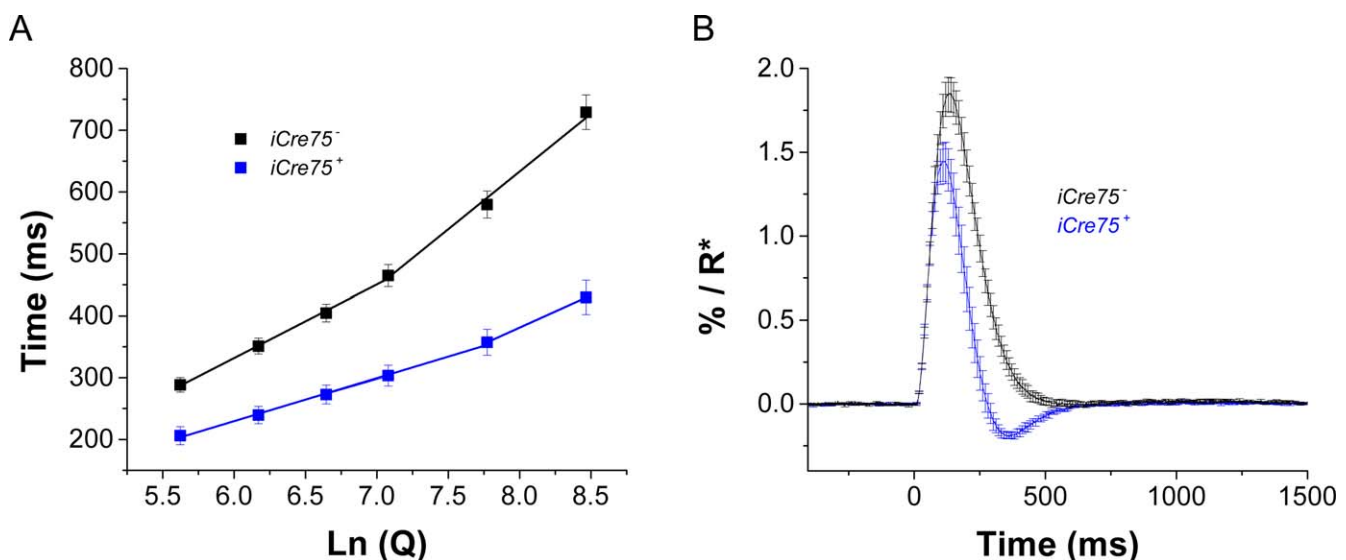 A
800
700
600
500
400
300
200
Time (ms)
iCre75⁻
iCre75⁺
5.5 6.0 6.5 7.0 7.5 8.0 8.5
Ln (Q)
B
2.0
1.5
1.0
0.5
0.0
% / R*
iCre75⁻
iCre75⁺
0 500 1000 1500
Time (ms)